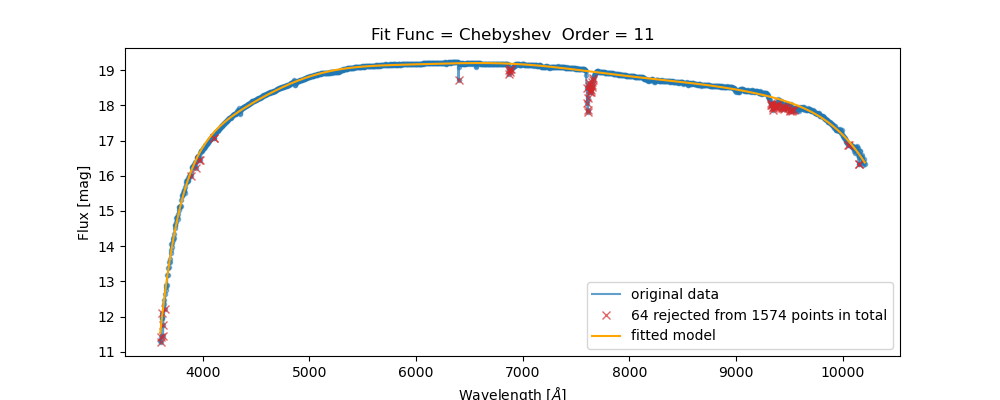 Fit Func = Chebyshev  Order = 11
Flux [mag]
19
18
17
16
15
14
13
12
11
original data
64 rejected from 1574 points in total
fitted model
4000 5000 6000 7000 8000 9000 10000
Wavelength [Å]